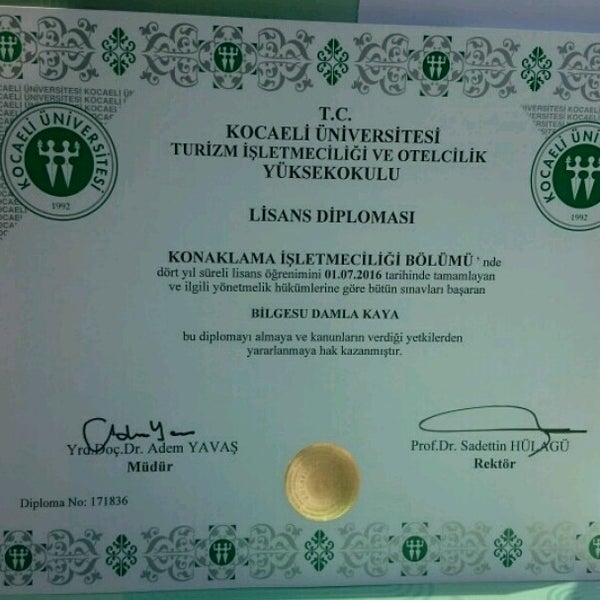 T.C.
KOCAELİ ÜNİVERSİTESİ
TURİZM İŞLETMECİLİĞİ VE OTELCİLİK
YÜKSEKOKULU
KOCAELİ ÜNİVERSİTESİ
1992
KOCAELİ ÜNİ
1992
LİSANS DİPLOMASI
KONAKLAMA İŞLETMECİLİĞİ BÖLÜMÜ 'nde
dört yıl süreli lisans öğrenimini 01.07.2016 tarihinde tamamlayan
ve ilgili yönetmelik hükümlerine göre bütün sınavları başaran
BİLGESU DAMLA KAYA
bu diplomayı almaya ve kanunların verdiği yetkilerden
yararlanmaya hak kazanmıştır.
Yrd.Doç.Dr. Adem YAVAŞ
Müdür
Prof.Dr. Sadettin HÜLAGÜ
Rektör
Diploma No: 171836